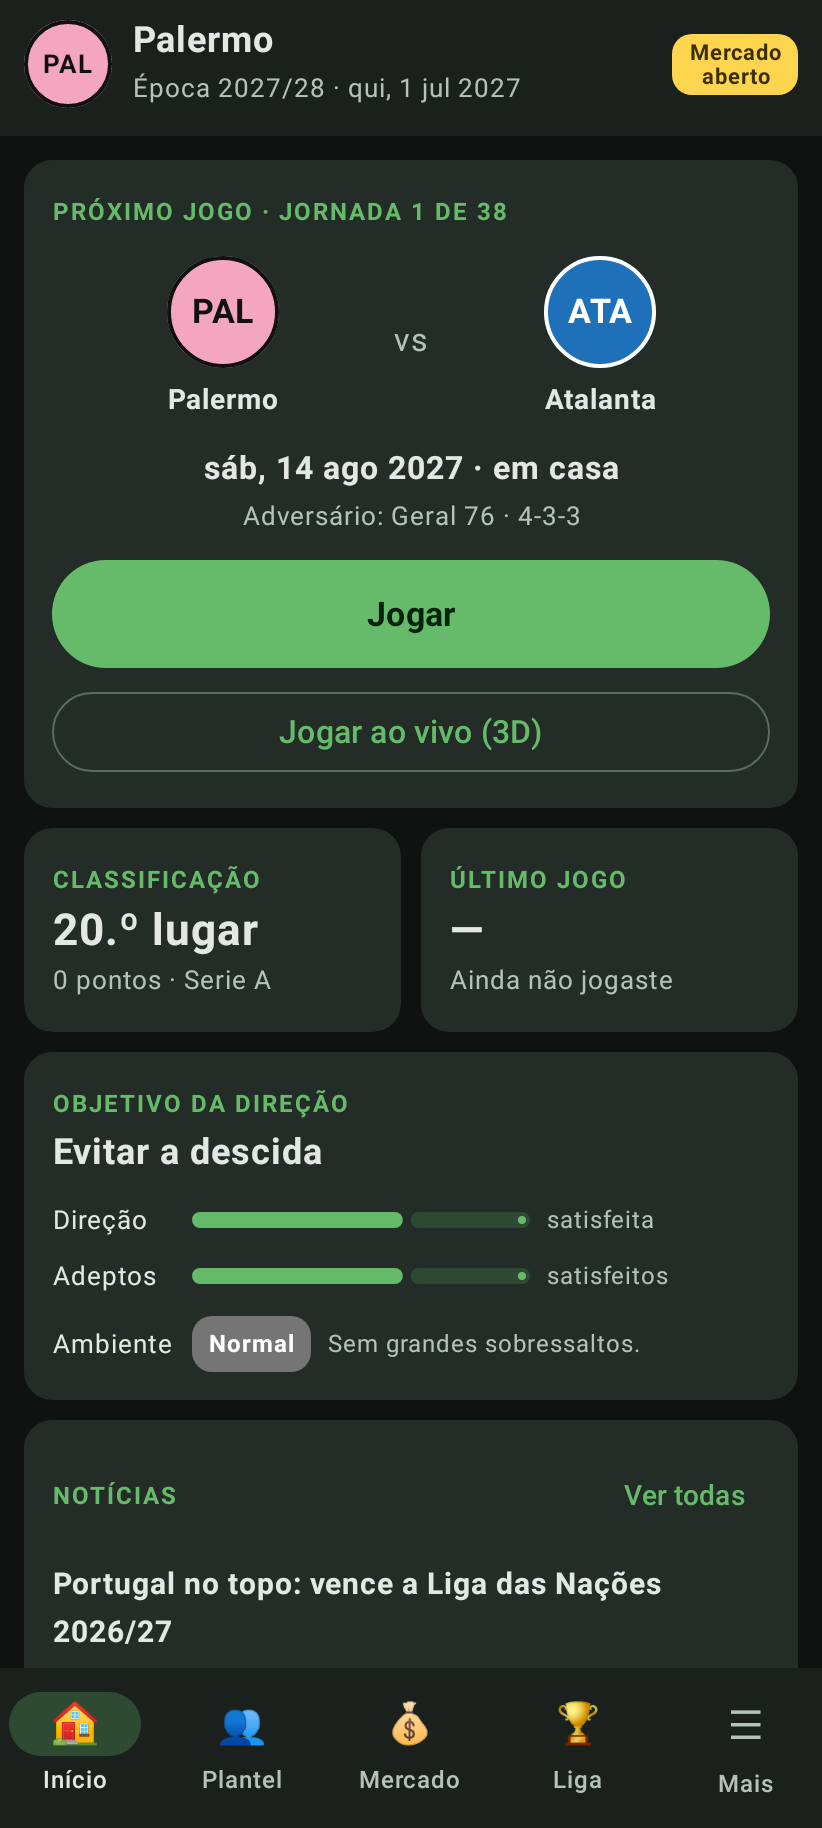 PAL
Palermo
Época 2027/28 · qui, 1 jul 2027
Mercado
aberto
PRÓXIMO JOGO · JORNADA 1 DE 38
PAL
vs
ATA
Palermo
Atalanta
sáb, 14 ago 2027 · em casa
Adversário: Geral 76 · 4-3-3
Jogar
Jogar ao vivo (3D)
CLASSIFICAÇÃO
20.º lugar
0 pontos · Serie A
ÚLTIMO JOGO
—
Ainda não jogaste
OBJETIVO DA DIREÇÃO
Evitar a descida
Direção satisfeita
Adeptos satisfeitos
Ambiente Normal Sem grandes sobressaltos.
NOTÍCIAS
Ver todas
Portugal no topo: vence a Liga das Nações
2026/27
Início
Plantel
Mercado
Liga
Mais